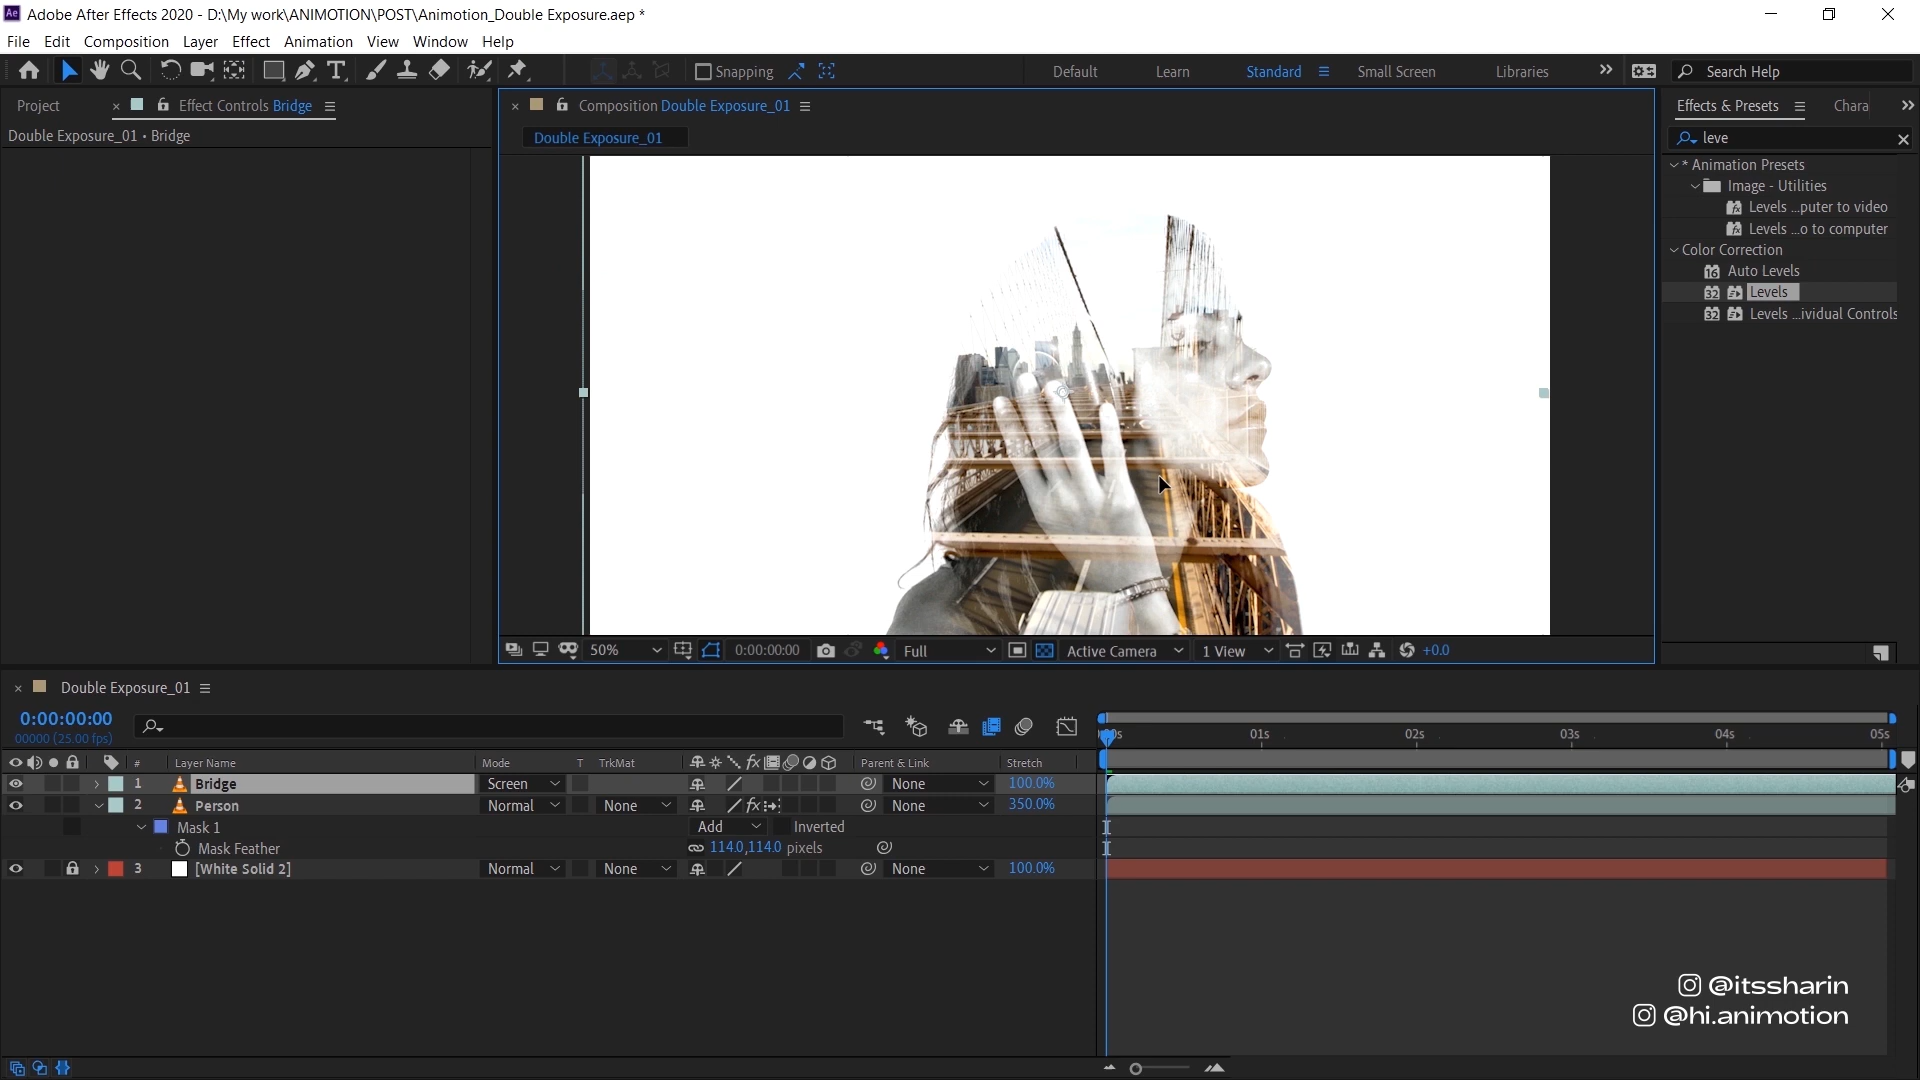 Ae Adobe After Effects 2020 - D:\My work\ANIMOTION\POST\Animotion_Double Exposure.aep *
File Edit Composition Layer Effect Animation View Window Help
Snapping Default Learn Standard Small Screen Libraries Search Help
Project Effect Controls Bridge
Double Exposure_01 • Bridge
Composition Double Exposure_01
Double Exposure_01
Effects & Presets Chara
leve
* Animation Presets
Image - Utilities
Levels ...puter to video
Levels ...o to computer
Color Correction
16 Auto Levels
32 Levels
32 Levels ...ividual Controls
50% 0:00:00:00 Full Active Camera 1 View +0.0
Double Exposure_01
0:00:00:00
00000 (25.00 fps)
01s 02s 03s 04s 05s
# Layer Name Mode T TrkMat fx Parent & Link Stretch
1 Bridge Screen None 100.0%
2 Person Normal None fx None 350.0%
Mask 1 Add Inverted
Mask Feather 114.0,114.0 pixels
3 [White Solid 2] Normal None None 100.0%
@itssharin
@hi.animotion